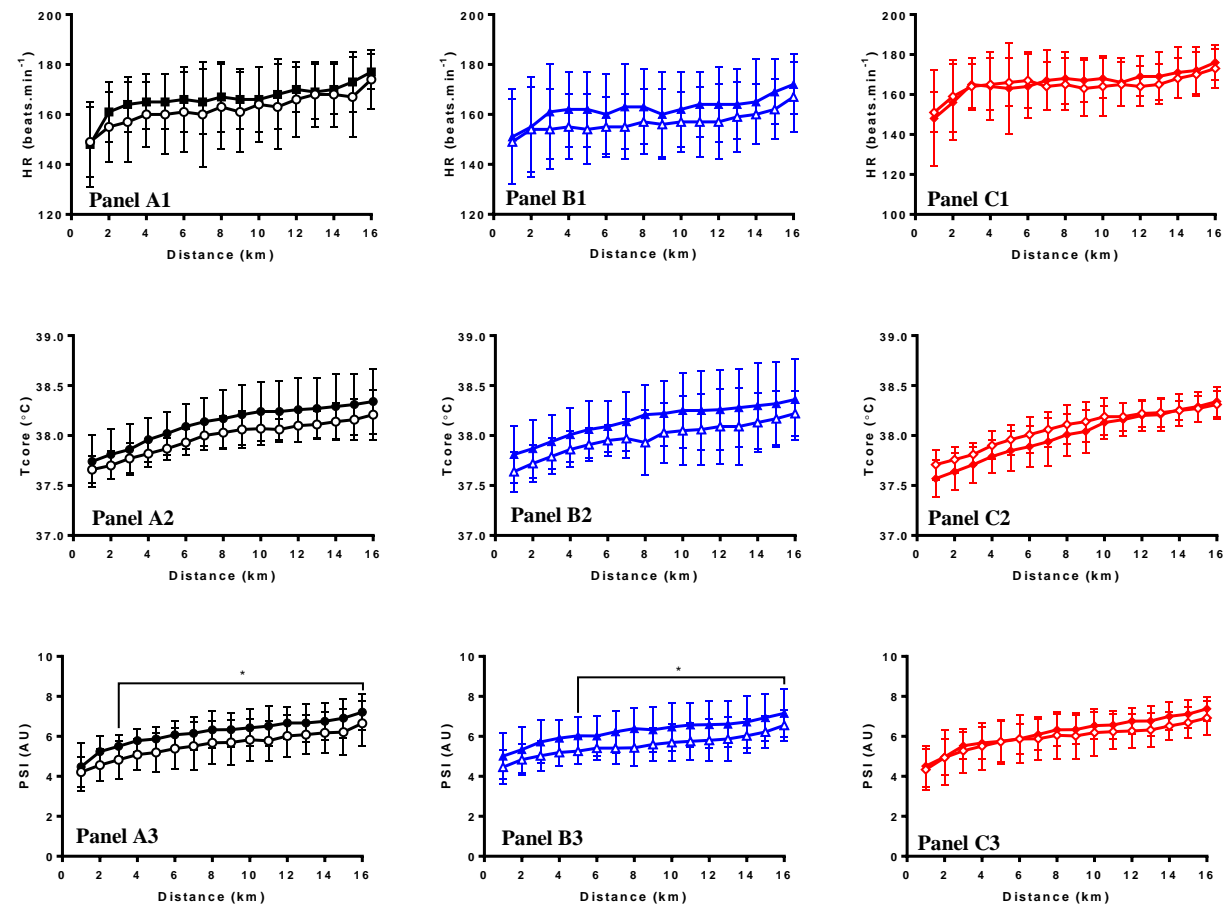 HR (beats.min⁻¹)
200
180
160
140
120
Panel A1
0 2 4 6 8 10 12 14 16
Distance (km)
HR (beats.min⁻¹)
200
180
160
140
120
Panel B1
0 2 4 6 8 10 12 14 16
Distance (km)
HR (beats.min⁻¹)
200
180
160
140
120
100
Panel C1
0 2 4 6 8 10 12 14 16
Distance (km)
Tcore (°C)
39.0
38.5
38.0
37.5
37.0
Panel A2
0 2 4 6 8 10 12 14 16
Distance (km)
Tcore (°C)
39.0
38.5
38.0
37.5
37.0
Panel B2
0 2 4 6 8 10 12 14 16
Distance (km)
Tcore (°C)
39.0
38.5
38.0
37.5
37.0
Panel C2
0 2 4 6 8 10 12 14 16
Distance (km)
PSI (AU)
10
8
6
4
2
0
*
Panel A3
0 2 4 6 8 10 12 14 16
Distance (km)
PSI (AU)
10
8
6
4
2
0
*
Panel B3
0 2 4 6 8 10 12 14 16
Distance (km)
PSI (AU)
10
8
6
4
2
0
Panel C3
0 2 4 6 8 10 12 14 16
Distance (km)